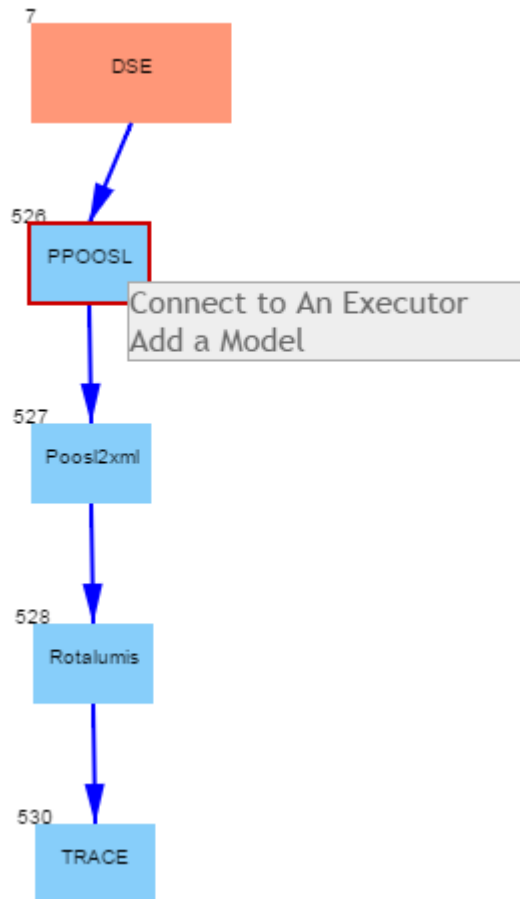 7
DSE
526
PPOOSL
Connect to An Executor
Add a Model
527
Poosl2xml
528
Rotalumis
530
TRACE